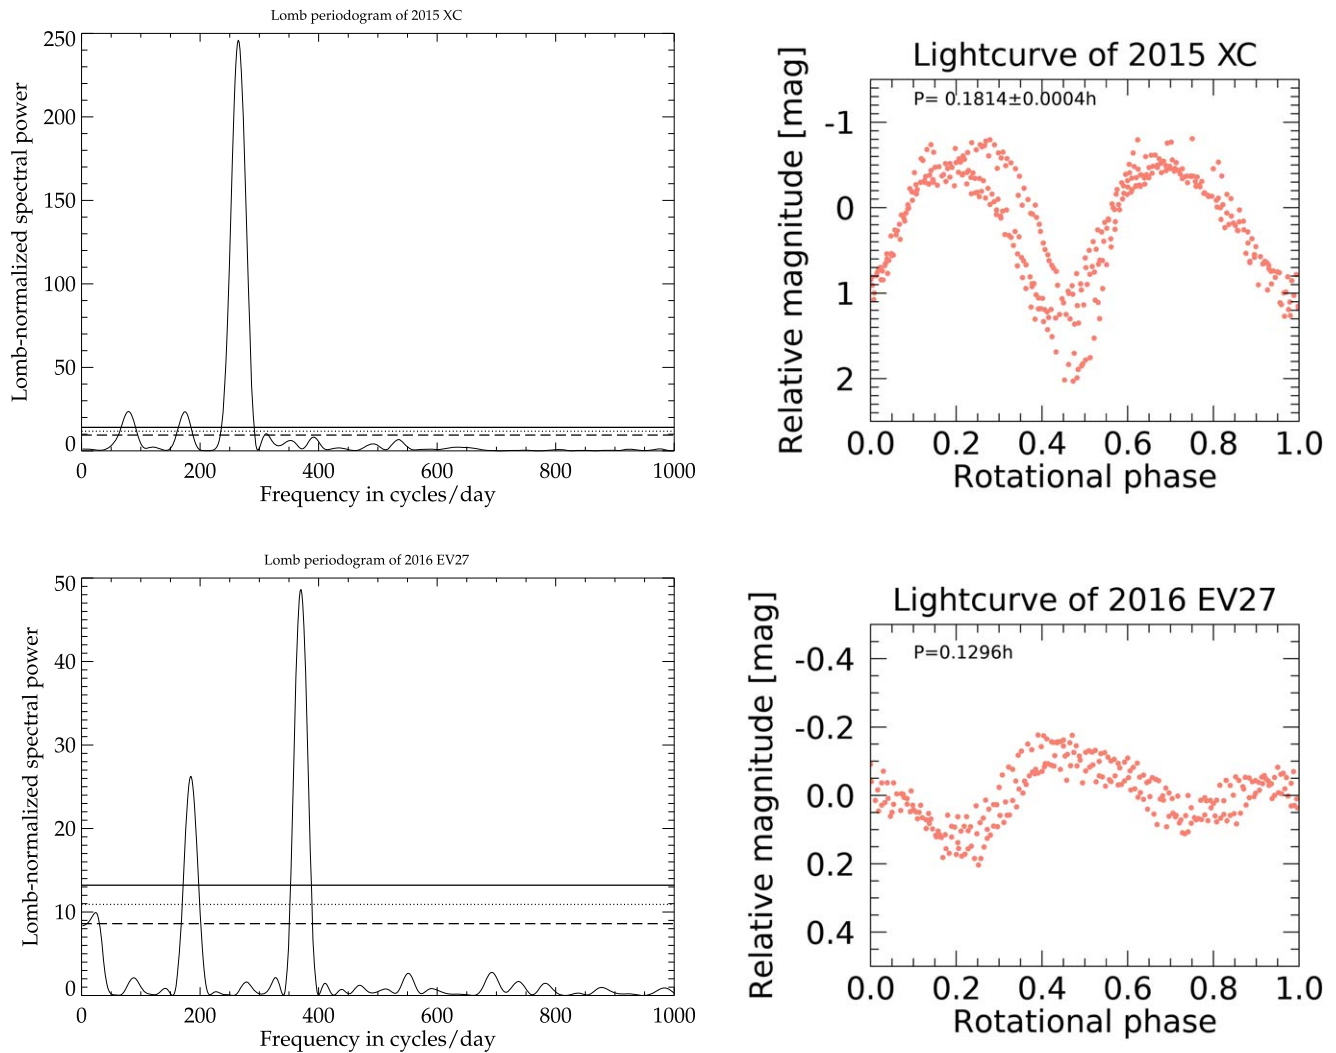 Lomb periodogram of 2015 XC
Lomb-normalized spectral power
250
200
150
100
50
0
0 200 400 600 800 1000
Frequency in cycles/day
Lightcurve of 2015 XC
P= 0.1814±0.0004h
Relative magnitude [mag]
-1
0
1
2
0.0 0.2 0.4 0.6 0.8 1.0
Rotational phase
Lomb periodogram of 2016 EV27
Lomb-normalized spectral power
50
40
30
20
10
0
0 200 400 600 800 1000
Frequency in cycles/day
Lightcurve of 2016 EV27
P=0.1296h
Relative magnitude [mag]
-0.4
-0.2
0.0
0.2
0.4
0.0 0.2 0.4 0.6 0.8 1.0
Rotational phase